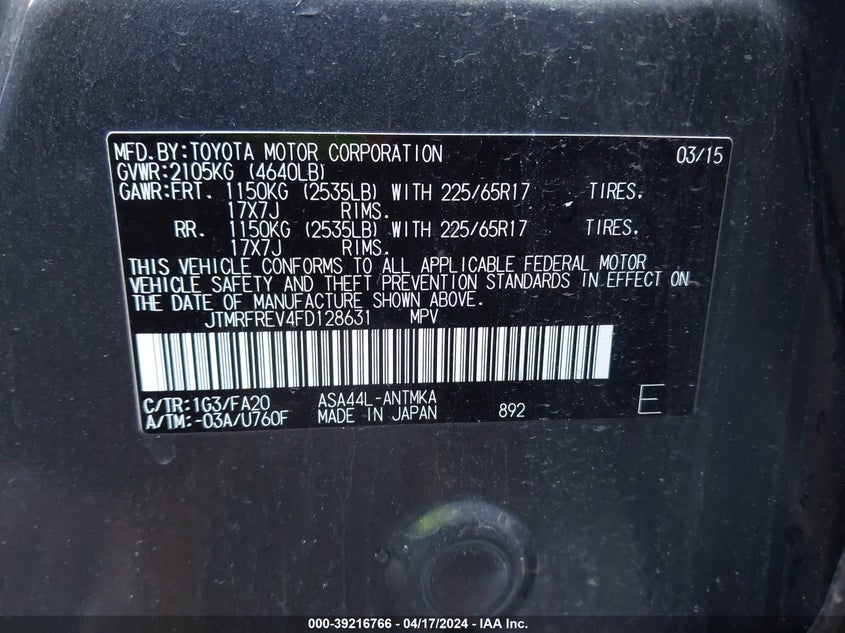 MFD.BY:TOYOTA MOTOR CORPORATION 03/15
GVWR:2105KG (4640LB)
GAWR:FRT. 1150KG (2535LB) WITH 225/65R17 TIRES.
17X7J RIMS.
RR. 1150KG (2535LB) WITH 225/65R17 TIRES.
17X7J RIMS.
THIS VEHICLE CONFORMS TO ALL APPLICABLE FEDERAL MOTOR
VEHICLE SAFETY AND THEFT PREVENTION STANDARDS IN EFFECT ON
THE DATE OF MANUFACTURE SHOWN ABOVE.
JTMRFREV4FD128631 MPV
C/TR:1G3/FA20 ASA44L-ANTMKA
A/TM:-03A/U760F MADE IN JAPAN 892 E
000-39216766 - 04/17/2024 - IAA Inc.